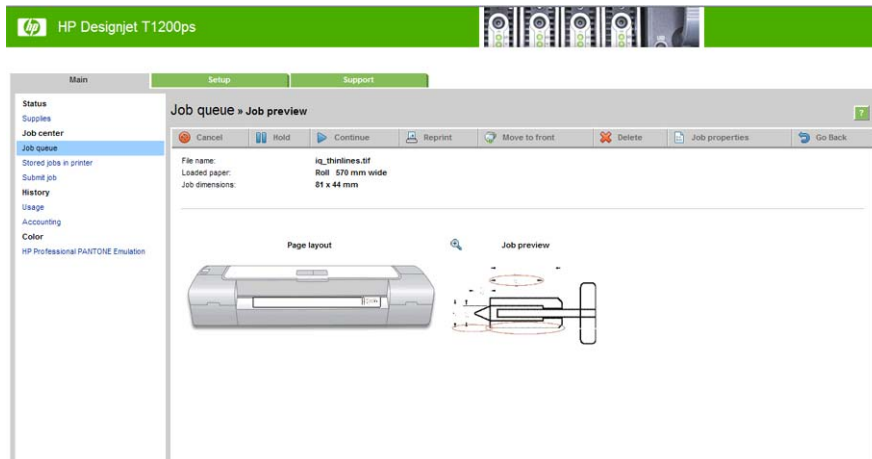 hp HP Designjet T1200ps
Main Setup Support
Status
Supplies
Job center
Job queue
Stored jobs in printer
Submit job
History
Usage
Accounting
Color
HP Professional PANTONE Emulation
Job queue » Job preview
?
Cancel Hold Continue Reprint Move to front Delete Job properties Go Back
File name: iq_thinlines.tif
Loaded paper: Roll 570 mm wide
Job dimensions: 81 x 44 mm
Page layout Job preview